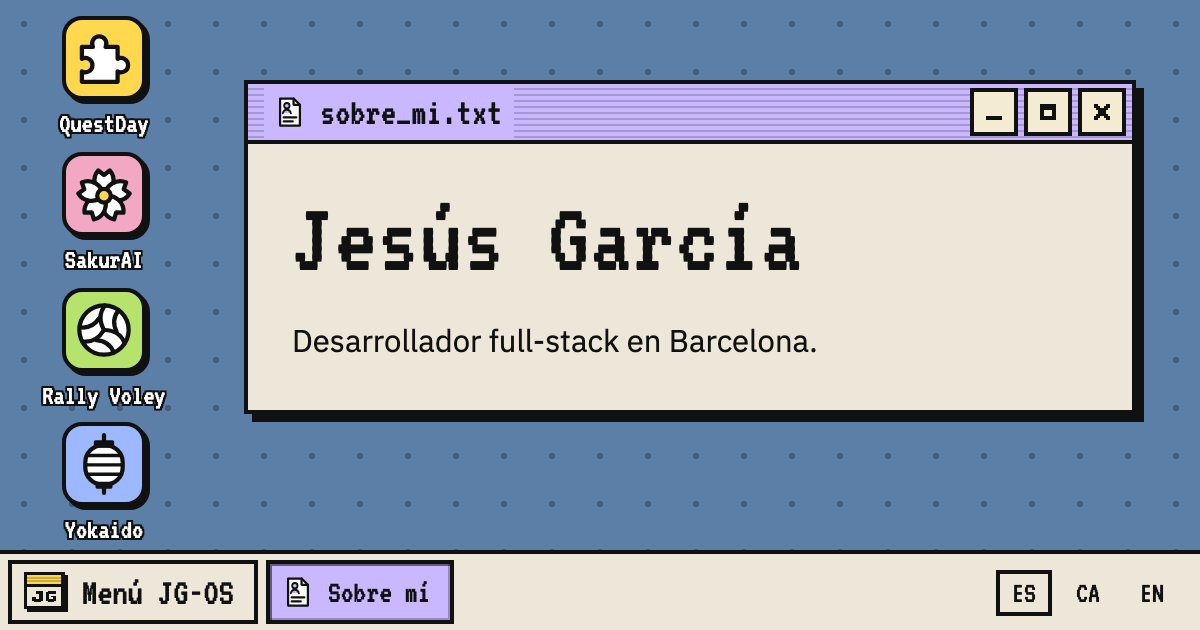 QuestDay
SakurAI
Rally Voley
Yokaido
sobre_mi.txt
Jesús García
Desarrollador full-stack en Barcelona.
JG Menú JG-OS
Sobre mí
ES CA EN